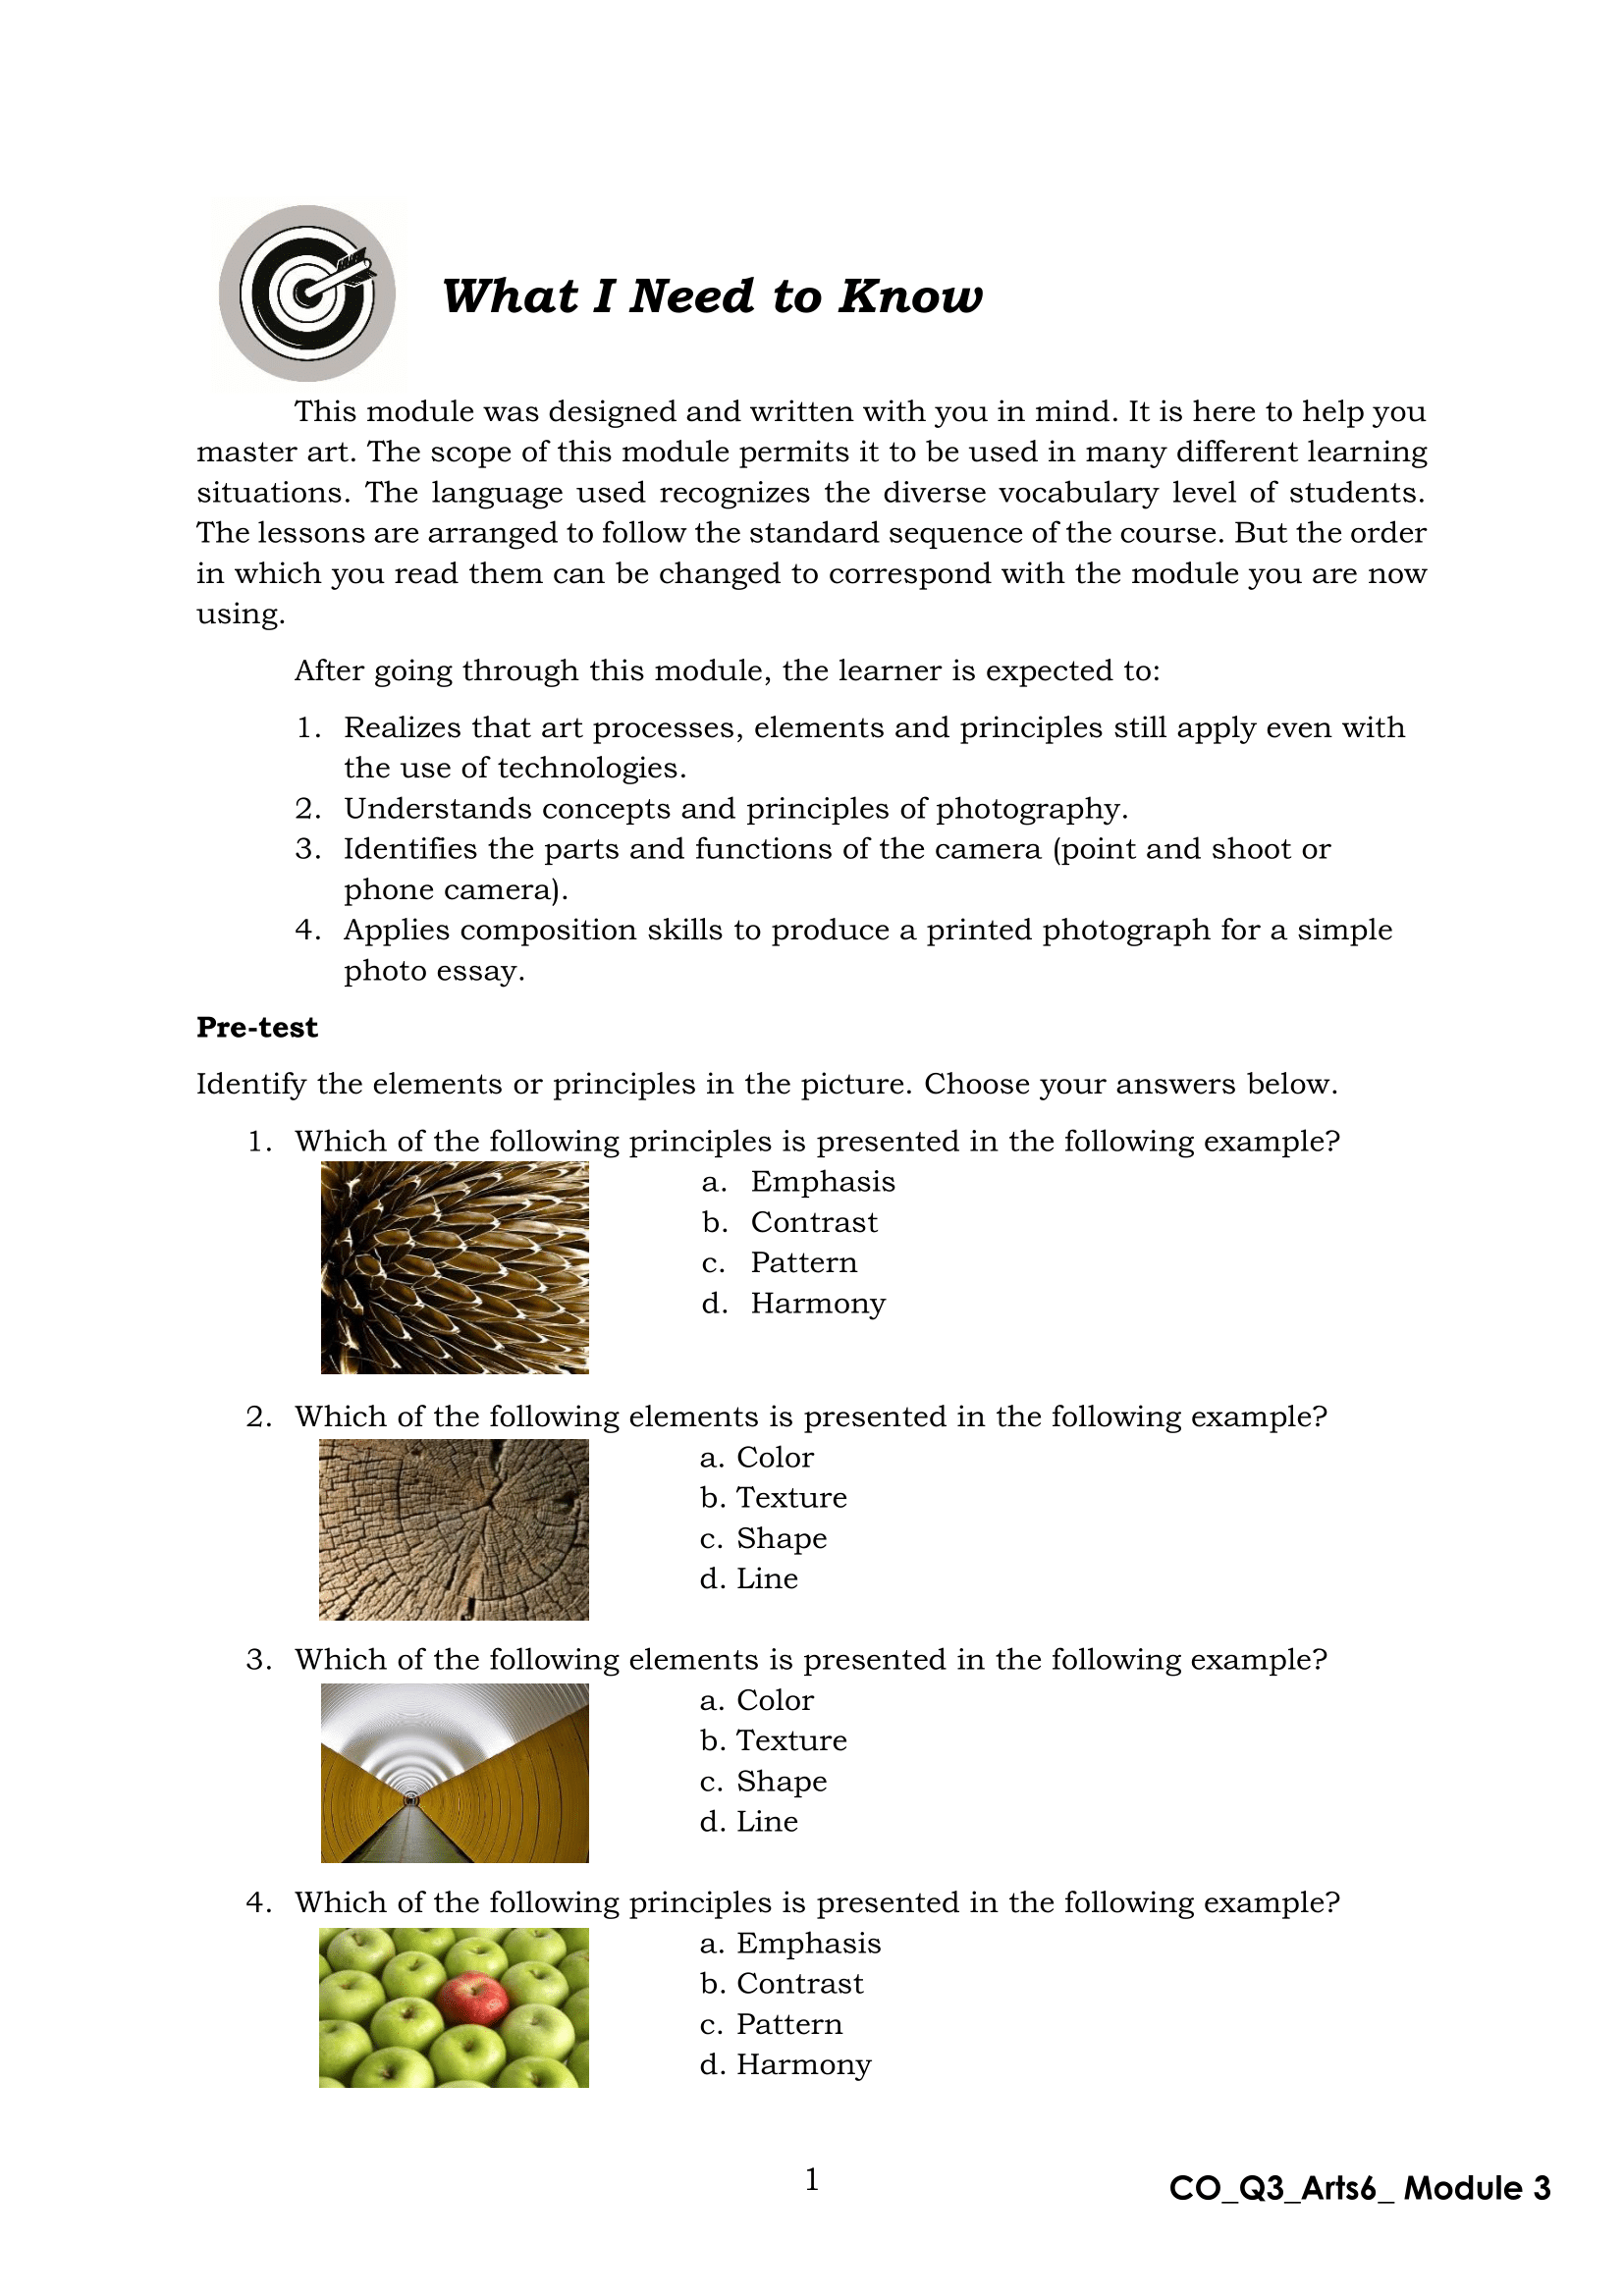 What I Need to Know
This module was designed and written with you in mind. It is here to help you
master art. The scope of this module permits it to be used in many different learning
situations. The language used recognizes the diverse vocabulary level of students.
The lessons are arranged to follow the standard sequence of the course. But the order
in which you read them can be changed to correspond with the module you are now
using.
After going through this module, the learner is expected to:
1. Realizes that art processes, elements and principles still apply even with
the use of technologies.
2. Understands concepts and principles of photography.
3. Identifies the parts and functions of the camera (point and shoot or
phone camera).
4. Applies composition skills to produce a printed photograph for a simple
photo essay.
Pre-test
Identify the elements or principles in the picture. Choose your answers below.
1. Which of the following principles is presented in the following example?
a. Emphasis
b. Contrast
c. Pattern
d. Harmony
2. Which of the following elements is presented in the following example?
a. Color
b. Texture
c. Shape
d. Line
3. Which of the following elements is presented in the following example?
a. Color
b. Texture
c. Shape
d. Line
4. Which of the following principles is presented in the following example?
a. Emphasis
b. Contrast
c. Pattern
d. Harmony
1
CO_Q3_Arts6_ Module 3